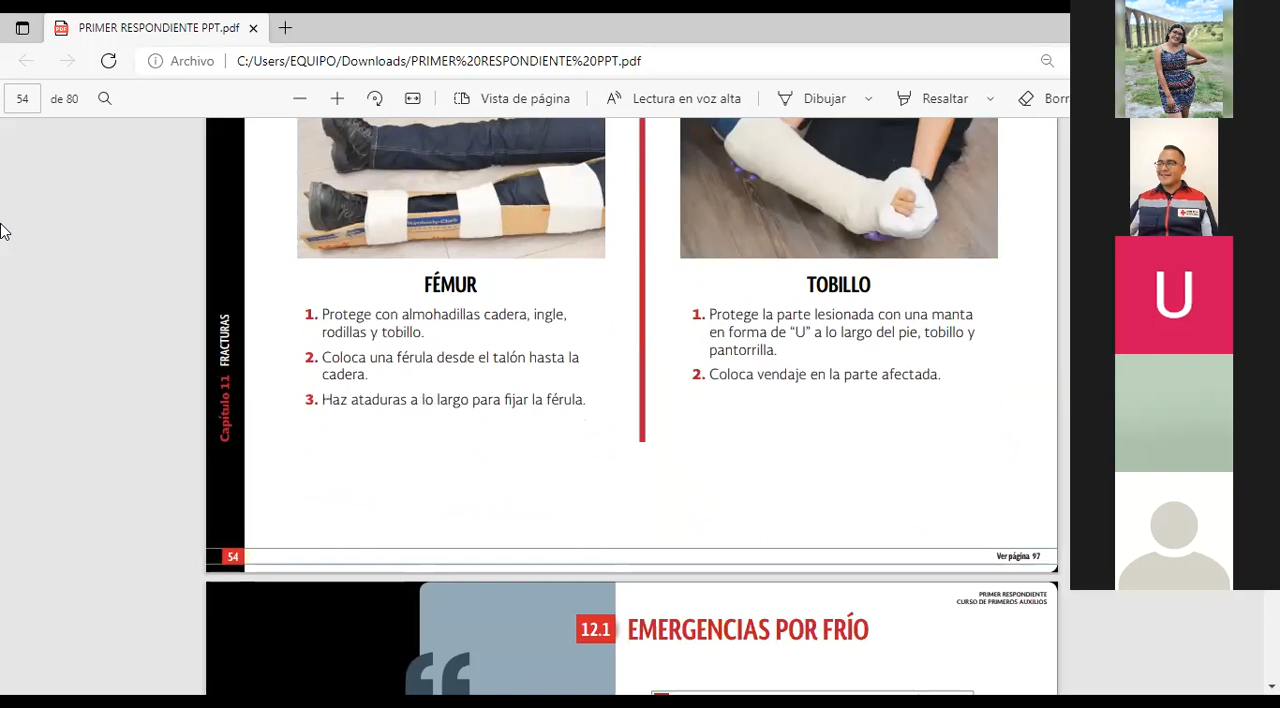 PRIMER RESPONDIENTE PPT.pdf
Archivo
C:/Users/EQUIPO/Downloads/PRIMER%20RESPONDIENTE%20PPT.pdf
54 de 80
Vista de página
Lectura en voz alta
Dibujar
Resaltar
Borr
FÉMUR
1. Protege con almohadillas cadera, ingle,
rodillas y tobillo.
2. Coloca una férula desde el talón hasta la
cadera.
3. Haz ataduras a lo largo para fijar la férula.
TOBILLO
1. Protege la parte lesionada con una manta
en forma de “U” a lo largo del pie, tobillo y
pantorrilla.
2. Coloca vendaje en la parte afectada.
Capítulo 11 FRACTURAS
54
Ver página 97
PRIMER RESPONDIENTE
CURSO DE PRIMEROS AUXILIOS
12.1 EMERGENCIAS POR FRÍO
“
U